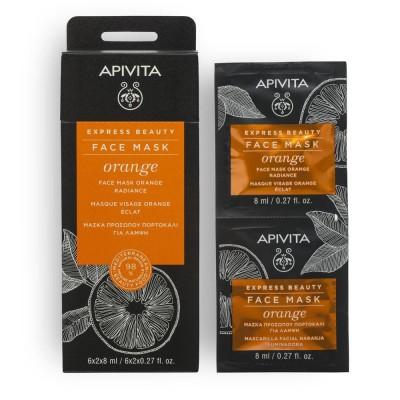 APIVITA
EXPRESS BEAUTY
FACE MASK
orange
FACE MASK ORANGE
RADIANCE
MASQUE VISAGE ORANGE
ÉCLAT
ΜΑΣΚΑ ΠΡΟΣΩΠΟΥ ΠΟΡΤΟΚΑΛΙ
ΓΙΑ ΛΑΜΨΗ
98
%
6x2x8 ml / 6x2x0.27 fl. oz.
APIVITA
EXPRESS BEAUTY
FACE MASK
orange
FACE MASK ORANGE
RADIANCE
MASQUE VISAGE ORANGE
ÉCLAT
8 ml / 0.27 fl. oz.
APIVITA
EXPRESS BEAUTY
FACE MASK
orange
ΜΑΣΚΑ ΠΡΟΣΩΠΟΥ ΠΟΡΤΟΚΑΛΙ
ΓΙΑ ΛΑΜΨΗ
MASCARILLA FACIAL NARANJA
ILUMINADORA
8 ml / 0.27 fl. oz.